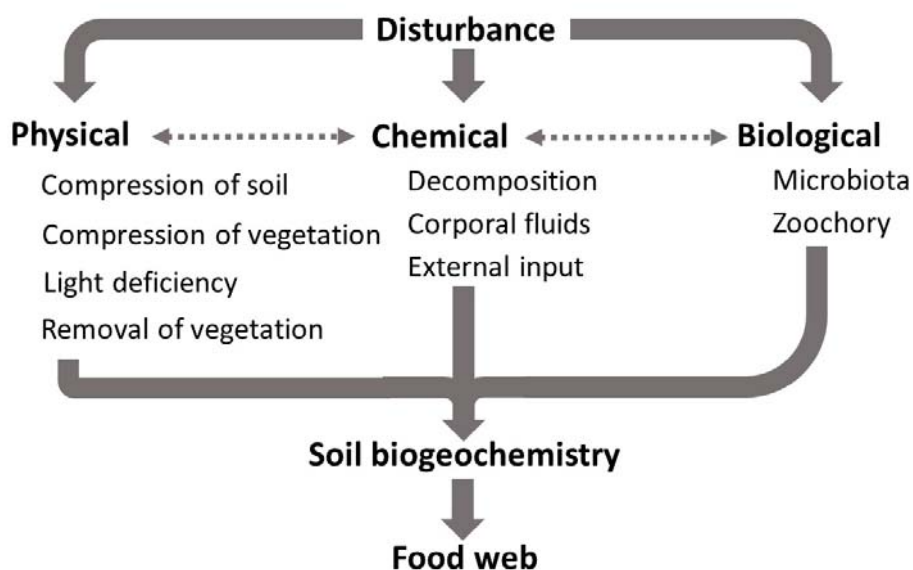 Disturbance
Physical
Compression of soil
Compression of vegetation
Light deficiency
Removal of vegetation
Chemical
Decomposition
Corporal fluids
External input
Biological
Microbiota
Zoochory
Soil biogeochemistry
Food web